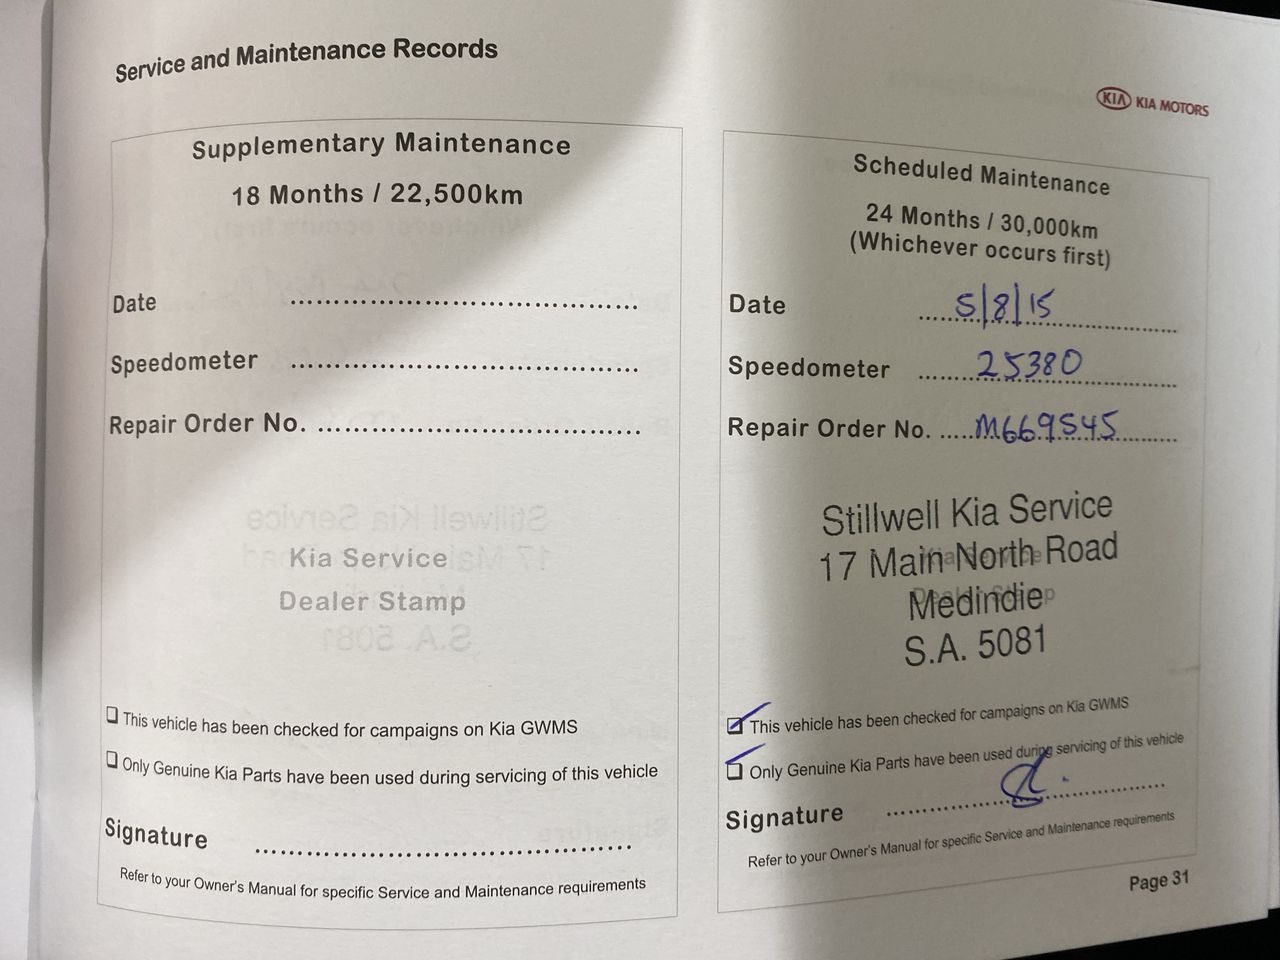 Service and Maintenance Records
KIA KIA MOTORS
Supplementary Maintenance
18 Months / 22,500km
Date ........................................
Speedometer ........................................
Repair Order No. ......................................
Kia Service
Dealer Stamp
❑ This vehicle has been checked for campaigns on Kia GWMS
❑ Only Genuine Kia Parts have been used during servicing of this vehicle
Signature ............................................
Refer to your Owner's Manual for specific Service and Maintenance requirements
Scheduled Maintenance
24 Months / 30,000km
(Whichever occurs first)
Date 5/8/15
Speedometer 25380
Repair Order No. M669545
Stillwell Kia Service
17 Main North Road
Medindie
S.A. 5081
Kia Service
Dealer Stamp
❑ This vehicle has been checked for campaigns on Kia GWMS
❑ Only Genuine Kia Parts have been used during servicing of this vehicle
Signature ............................................
Refer to your Owner's Manual for specific Service and Maintenance requirements
Page 31